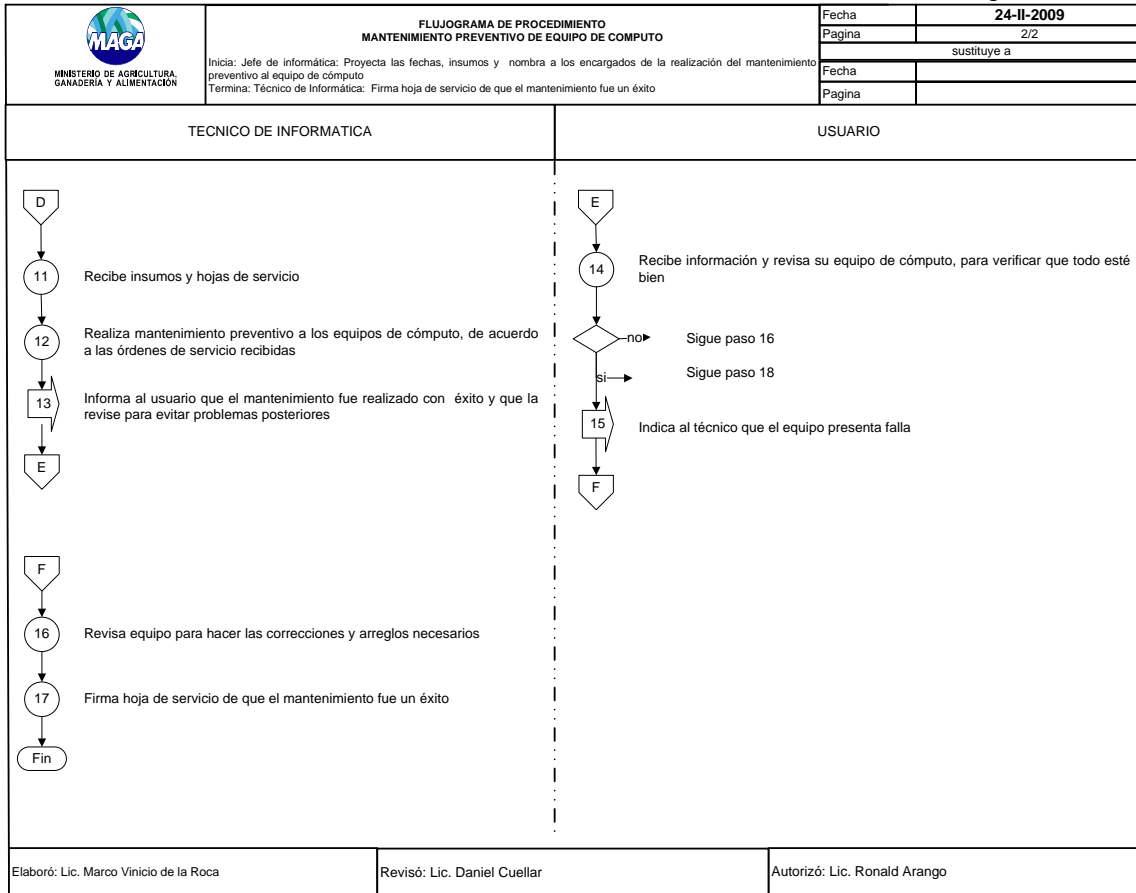 MAGA
MINISTERIO DE AGRICULTURA,
GANADERÍA Y ALIMENTACIÓN
FLUJOGRAMA DE PROCEDIMIENTO
MANTENIMIENTO PREVENTIVO DE EQUIPO DE COMPUTO
Inicia: Jefe de informática: Proyecta las fechas, insumos y nombra a los encargados de la realización del mantenimiento
preventivo al equipo de cómputo
Termina: Técnico de Informática: Firma hoja de servicio de que el mantenimiento fue un éxito
Fecha 24-II-2009
Pagina 2/2
sustituye a
Fecha
Pagina
TECNICO DE INFORMATICA
USUARIO
D
11 Recibe insumos y hojas de servicio
12 Realiza mantenimiento preventivo a los equipos de cómputo, de acuerdo
a las órdenes de servicio recibidas
13 Informa al usuario que el mantenimiento fue realizado con éxito y que la
revise para evitar problemas posteriores
E
F
16 Revisa equipo para hacer las correcciones y arreglos necesarios
17 Firma hoja de servicio de que el mantenimiento fue un éxito
Fin
E
14 Recibe información y revisa su equipo de cómputo, para verificar que todo esté
bien
no Sigue paso 16
si Sigue paso 18
15 Indica al técnico que el equipo presenta falla
F
Elaboró: Lic. Marco Vinicio de la Roca
Revisó: Lic. Daniel Cuellar
Autorizó: Lic. Ronald Arango